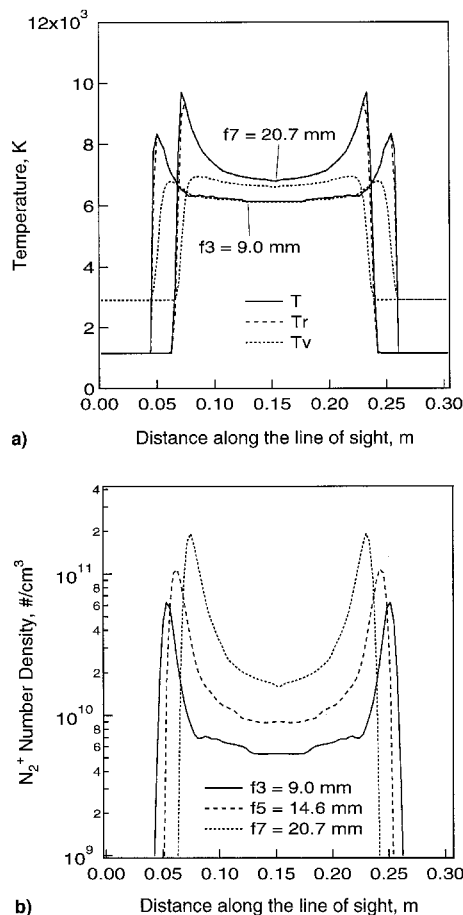 12x10³
10
8
6
4
2
0
Temperature, K
f7 = 20.7 mm
f3 = 9.0 mm
T
Tr
Tv
0.00 0.05 0.10 0.15 0.20 0.25 0.30
a) Distance along the line of sight, m
4
2
10¹¹
8
6
4
2
10¹⁰
8
6
4
2
10⁹
N₂⁺ Number Density, #/cm³
f3 = 9.0 mm
f5 = 14.6 mm
f7 = 20.7 mm
0.00 0.05 0.10 0.15 0.20 0.25 0.30
b) Distance along the line of sight, m